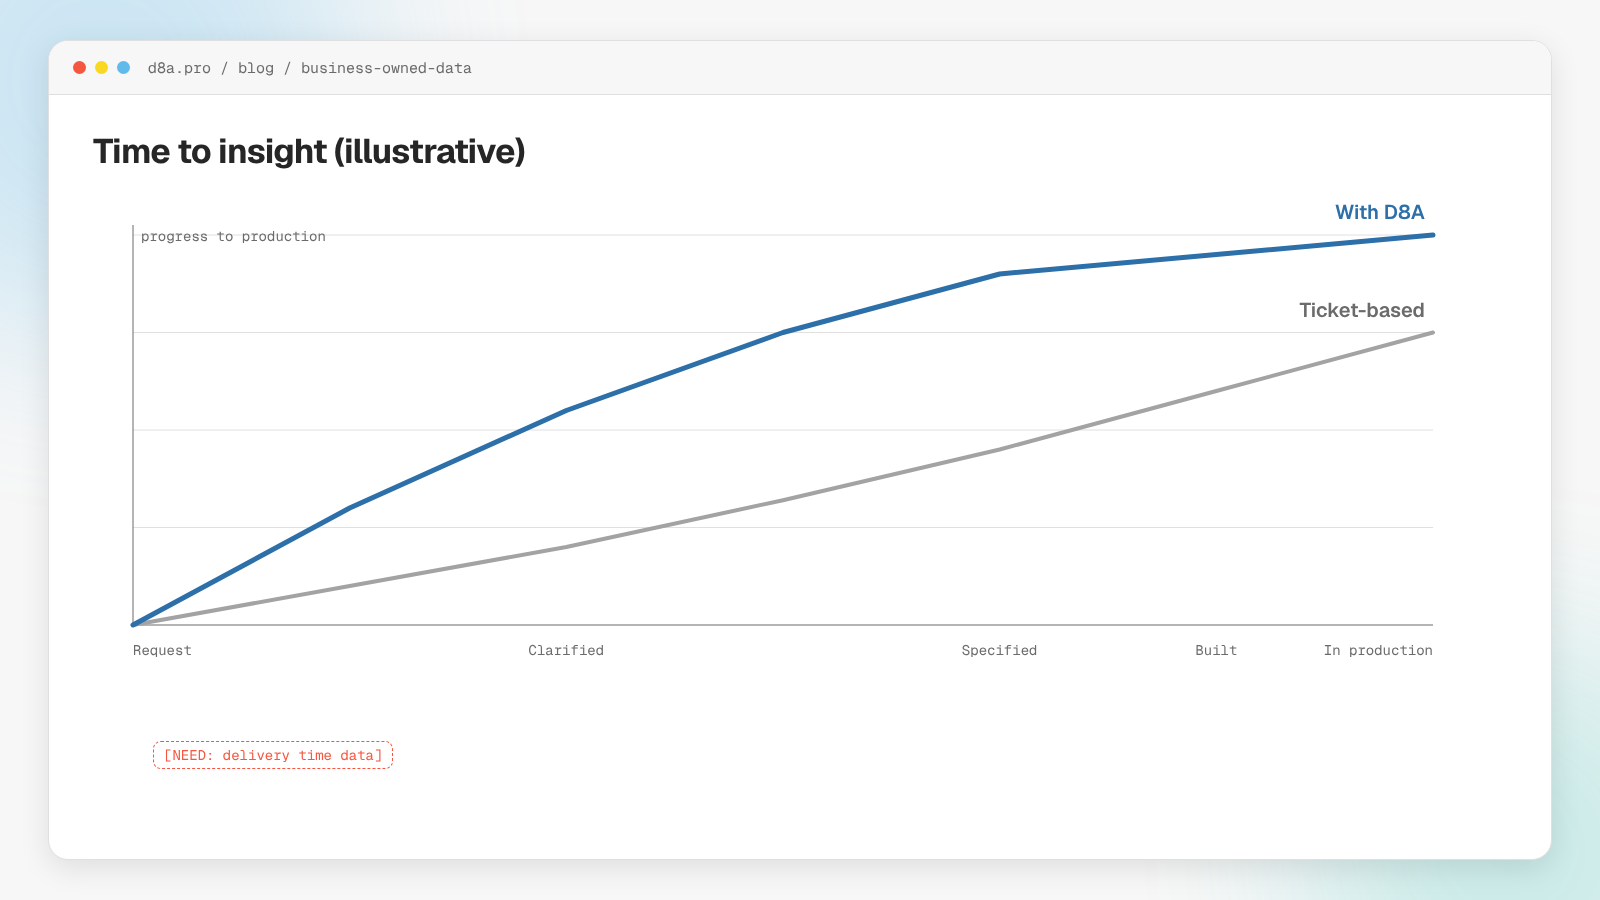 d8a.pro / blog / business-owned-data
Time to insight (illustrative)
With D8A
progress to production
Ticket-based
Request Clarified Specified Built In production
[NEED: delivery time data]